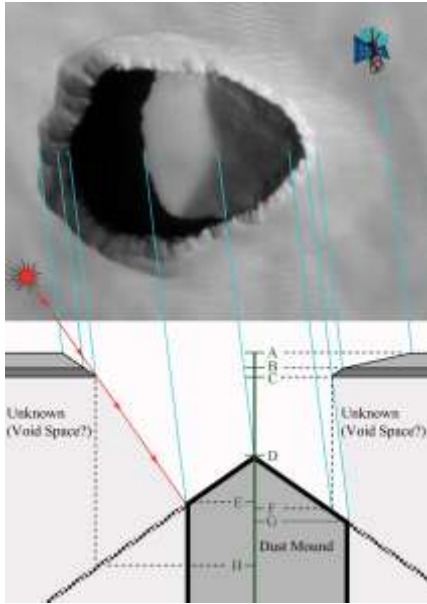 A
B
C
Unknown
(Void Space?)
Unknown
(Void Space?)
D
E
F
G
Dust Mound
H